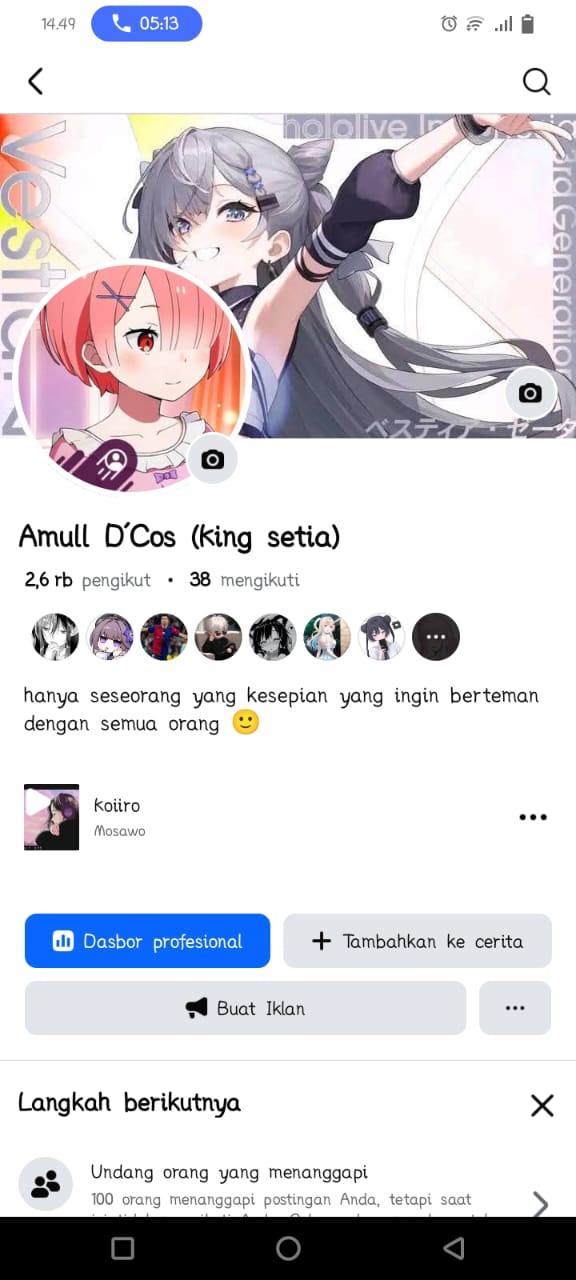 14.49 05:13
hololive
3rd Generation
Vestia
ベスティア・ゼータ
Amull D'Cos (king setia)
2,6 rb pengikut • 38 mengikuti
hanya seseorang yang kesepian yang ingin berteman
dengan semua orang 🙂
koiiro
Mosawo
Dasbor profesional
Tambahkan ke cerita
Buat Iklan
Langkah berikutnya
Undang orang yang menanggapi
100 orang menanggapi postingan Anda, tetapi saat